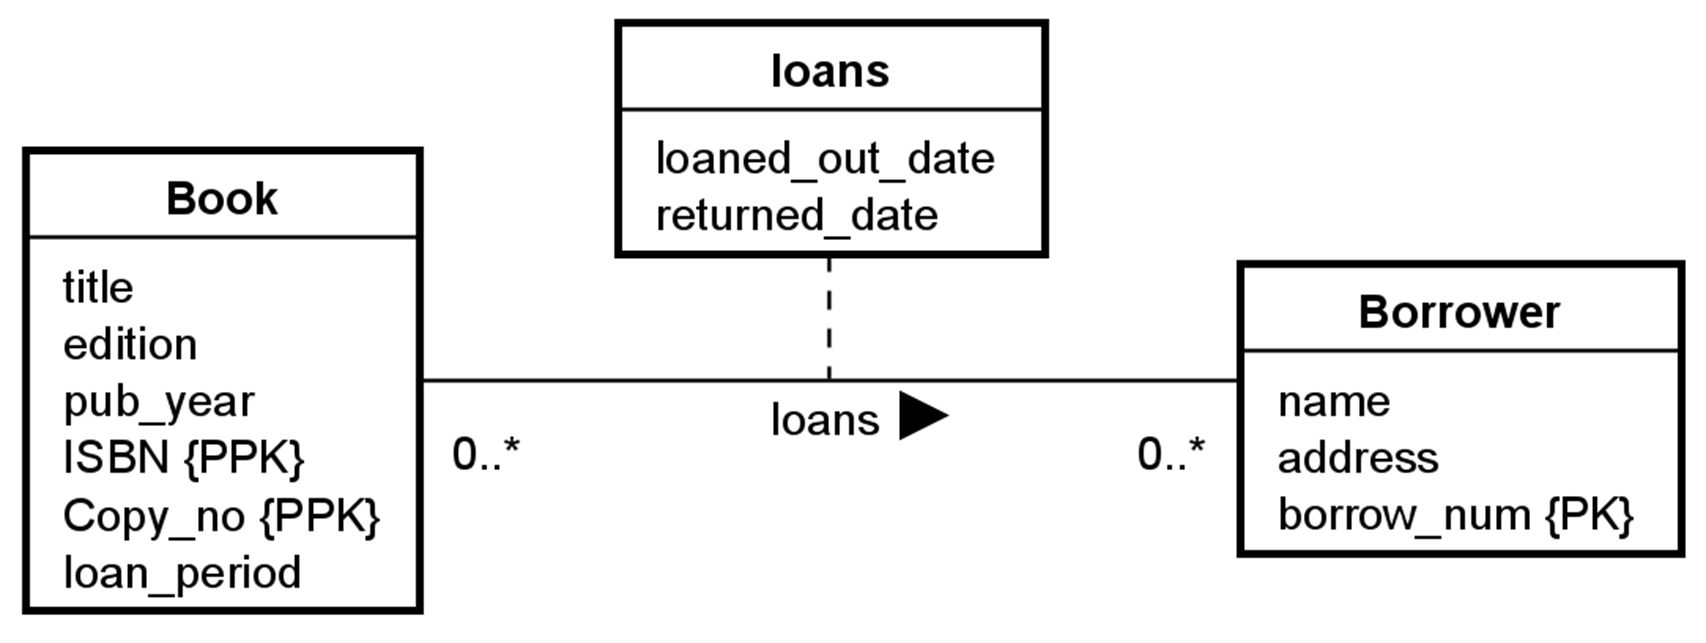 loans
loaned_out_date
returned_date
Book
title
edition
pub_year
ISBN {PPK}
Copy_no {PPK}
loan_period
0..*
loans
0..*
Borrower
name
address
borrow_num {PK}